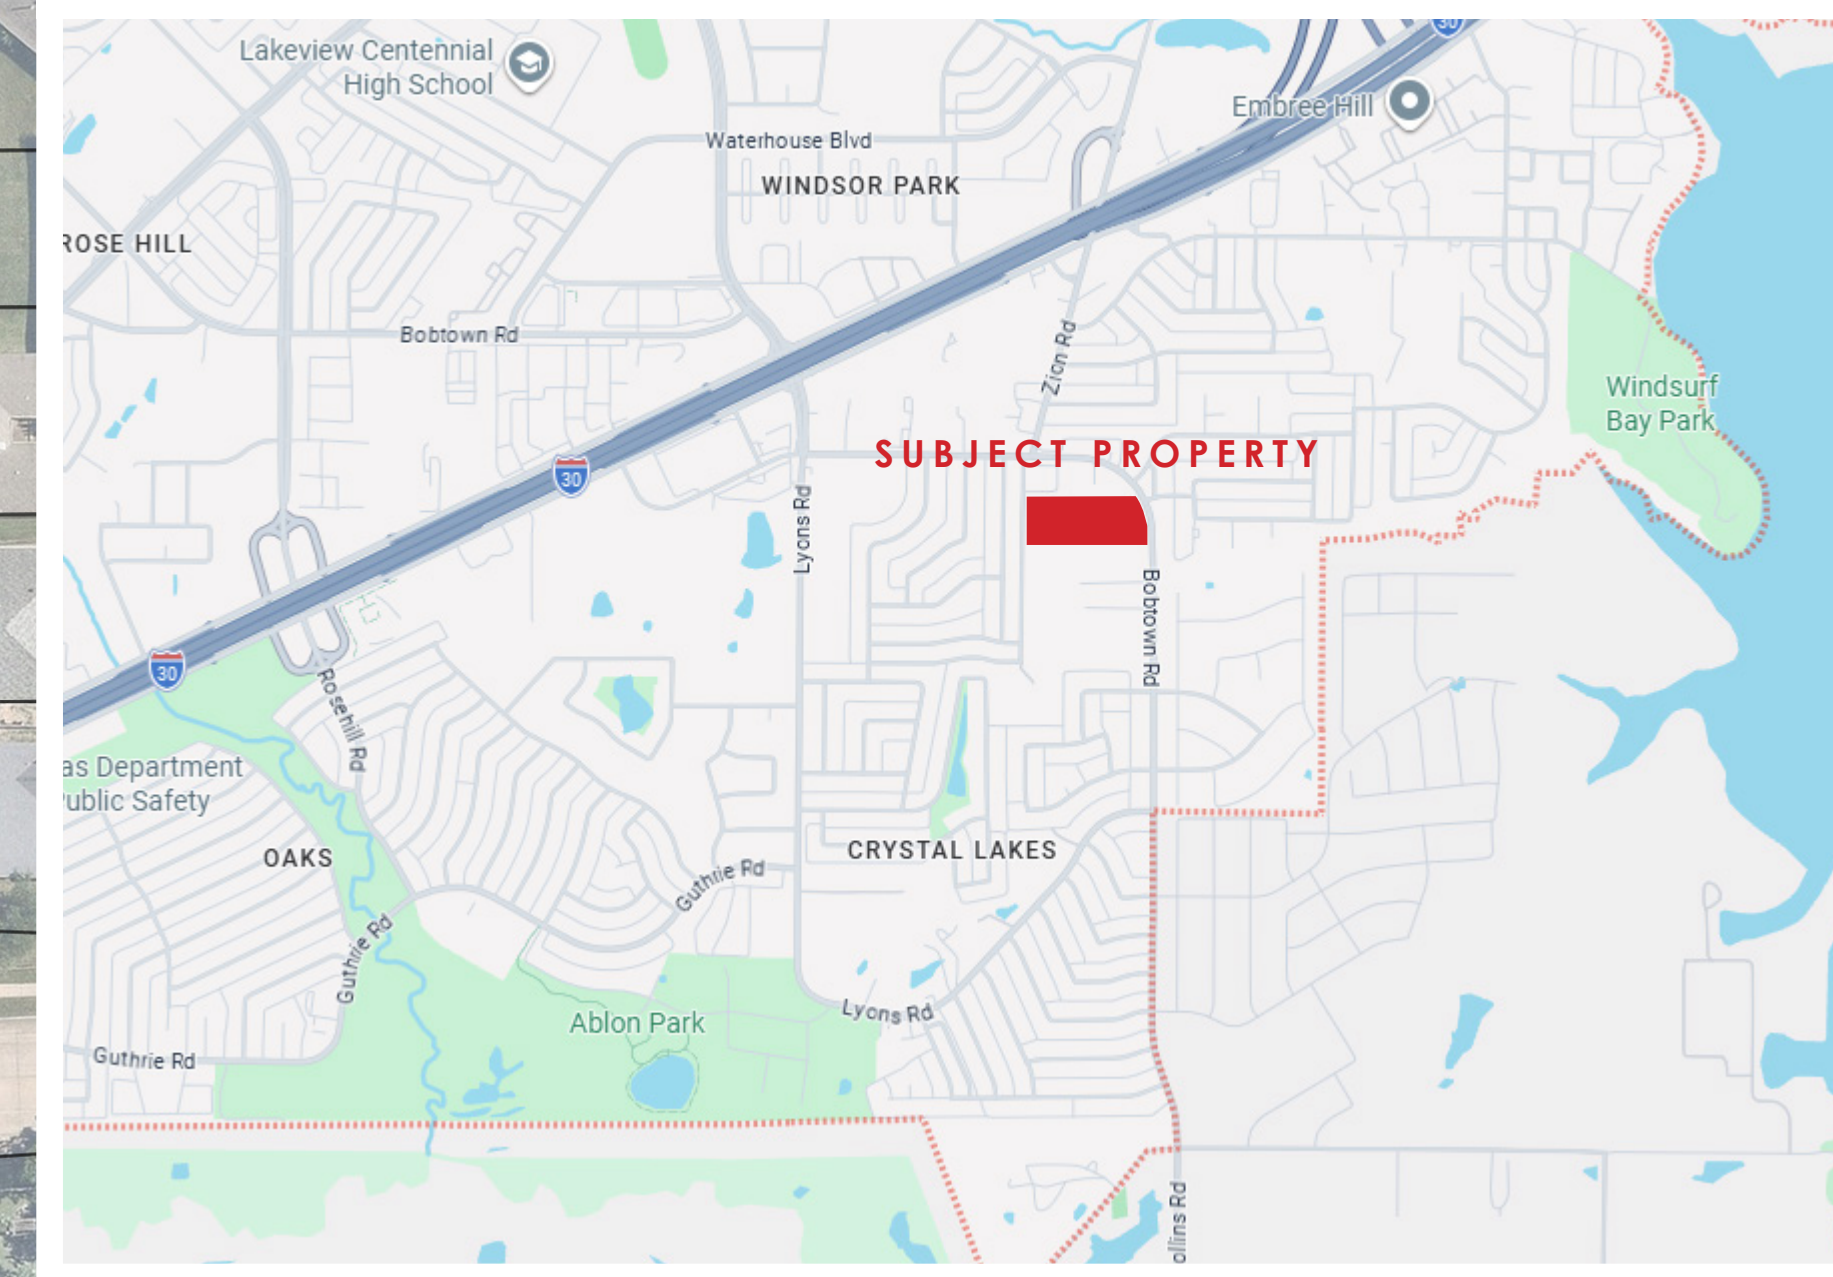 Lakeview Centennial
High School
30
Embree Hill
Waterhouse Blvd
WINDSOR PARK
ROSE HILL
Bobtown Rd
Zion Rd
Windsurf
Bay Park
SUBJECT PROPERTY
30
Lyons Rd
Bobtown Rd
30
Rosehill Rd
as Department
ublic Safety
OAKS
CRYSTAL LAKES
Guthrie Rd
Guthrie Rd
Lyons Rd
Ablon Park
Guthrie Rd
ollins Rd